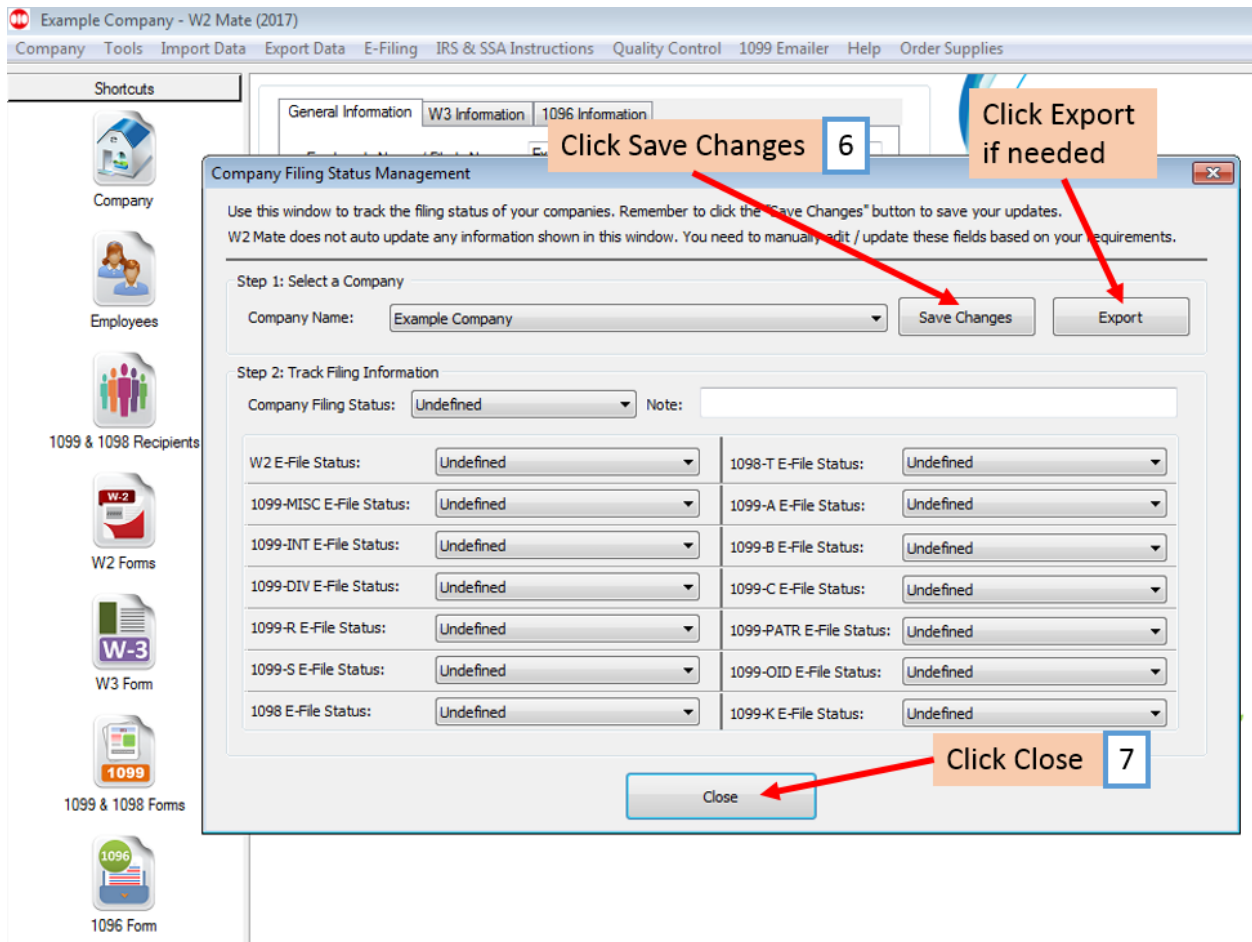 Example Company - W2 Mate (2017)
Company Tools Import Data Export Data E-Filing IRS & SSA Instructions Quality Control 1099 Emailer Help Order Supplies
Shortcuts
Company
Employees
1099 & 1098 Recipients
W-2
W2 Forms
W-3
W3 Form
1099
1099 & 1098 Forms
1096
1096 Form
General Information W3 Information 1096 Information
Click Save Changes 6
Click Export
if needed
Company Filing Status Management
Use this window to track the filing status of your companies. Remember to click the "Save Changes" button to save your updates.
W2 Mate does not auto update any information shown in this window. You need to manually edit / update these fields based on your requirements.
Step 1: Select a Company
Company Name: Example Company Save Changes Export
Step 2: Track Filing Information
Company Filing Status: Undefined Note:
W2 E-File Status: Undefined 1098-T E-File Status: Undefined
1099-MISC E-File Status: Undefined 1099-A E-File Status: Undefined
1099-INT E-File Status: Undefined 1099-B E-File Status: Undefined
1099-DIV E-File Status: Undefined 1099-C E-File Status: Undefined
1099-R E-File Status: Undefined 1099-PATR E-File Status: Undefined
1099-S E-File Status: Undefined 1099-OID E-File Status: Undefined
1098 E-File Status: Undefined 1099-K E-File Status: Undefined
Click Close 7
Close